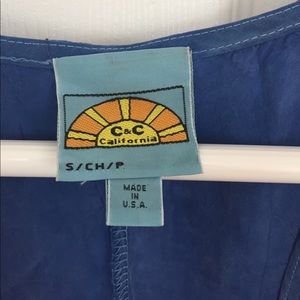 C&C
California
S/CH/P
MADE
IN
U.S.A.